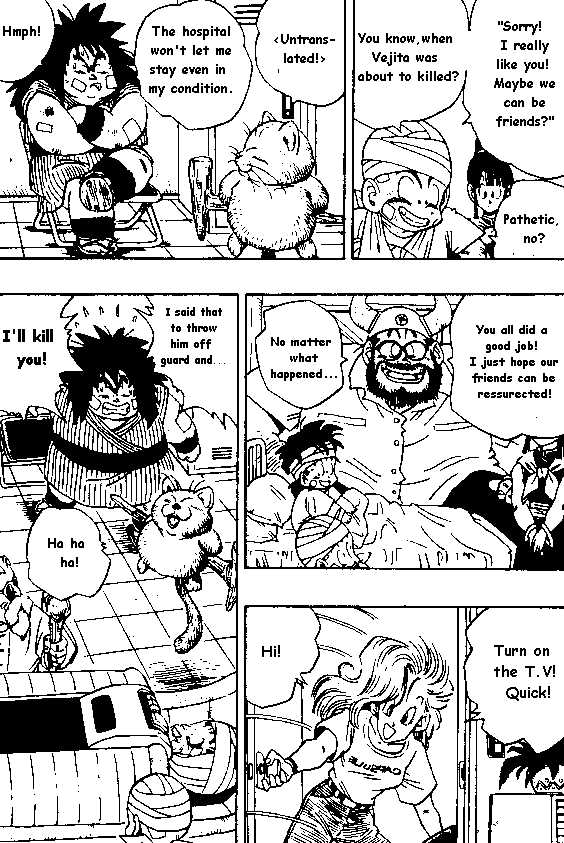 Hmph!
The hospital
won't let me
stay even in
my condition.
<Untrans-
lated!>
You know,when
Vejita was
about to killed?
"Sorry!
I really
like you!
Maybe we
can be
friends?"
Pathetic,
no?
I'll kill
you!
I said that
to throw
him off
guard and....
Ha ha
ha!
No matter
what
happened...
You all did a
good job!
I just hope our
friends can be
ressurected!
Hi!
Turn on
the T.V!
Quick!